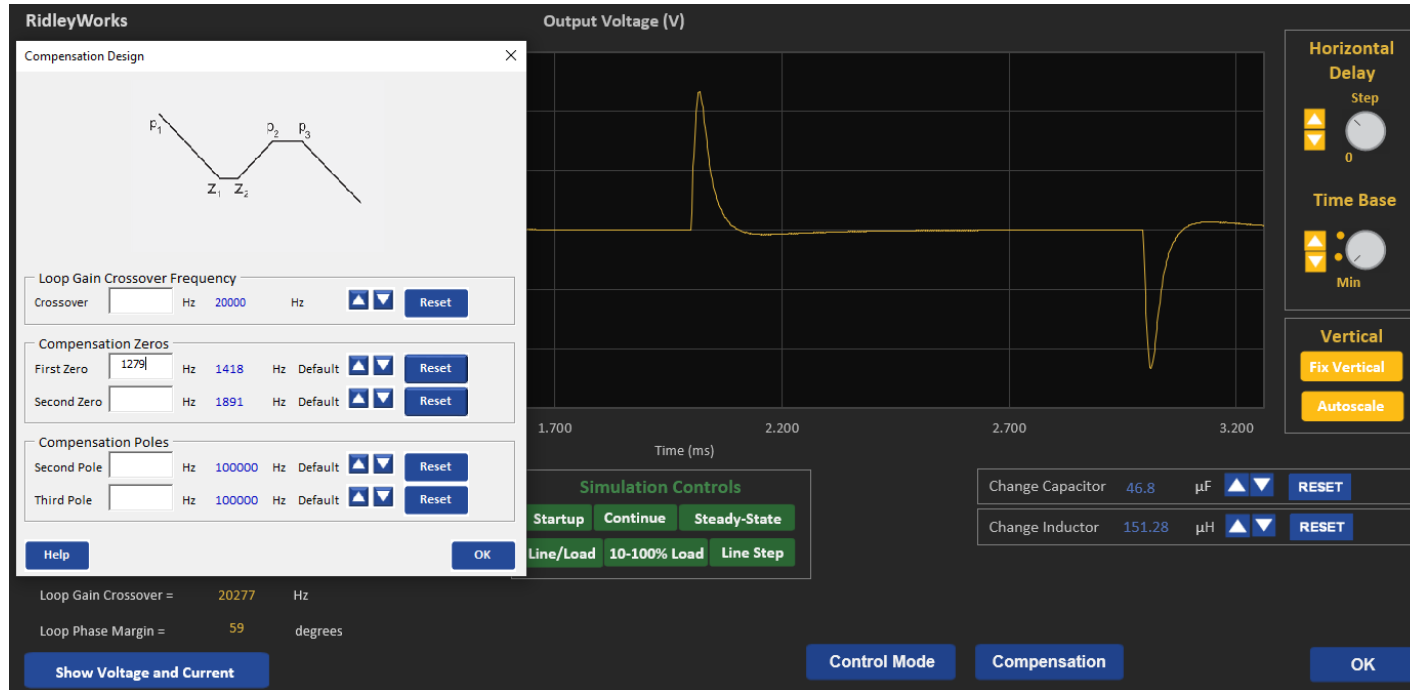 RidleyWorks
Output Voltage (V)
Compensation Design
P1
P2 P3
Z1 Z2
Loop Gain Crossover Frequency
Crossover Hz 20000 Hz Reset
Compensation Zeros
First Zero 1279 Hz 1418 Hz Default Reset
Second Zero Hz 1891 Hz Default Reset
Compensation Poles
Second Pole Hz 100000 Hz Default Reset
Third Pole Hz 100000 Hz Default Reset
Help OK
Loop Gain Crossover = 20277 Hz
Loop Phase Margin = 59 degrees
Show Voltage and Current
1.700 2.200 2.700 3.200
Time (ms)
Simulation Controls
Startup Continue Steady-State
Line/Load 10-100% Load Line Step
Horizontal
Delay
Step
0
Time Base
Min
Vertical
Fix Vertical
Autoscale
Change Capacitor 46.8 µF RESET
Change Inductor 151.28 µH RESET
Control Mode Compensation OK